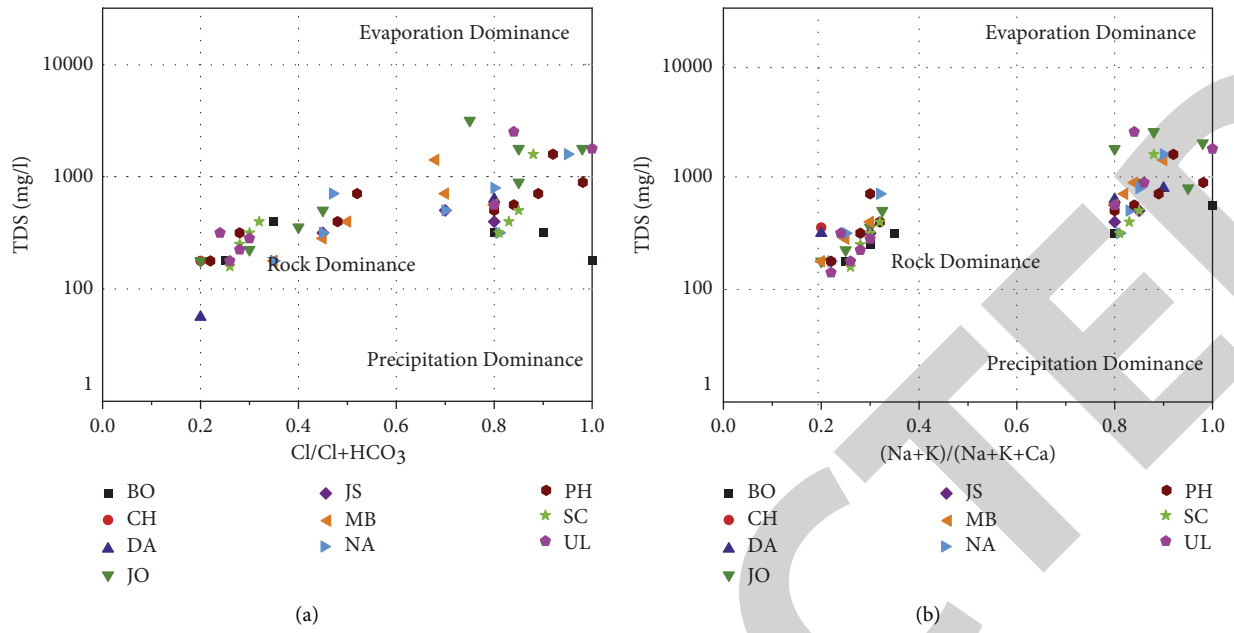 Evaporation Dominance
10000
1000
TDS (mg/l)
Rock Dominance
100
Precipitation Dominance
1
0.0 0.2 0.4 0.6 0.8 1.0
Cl/Cl+HCO3
BO JS PH
CH MB SC
DA NA UL
JO
(a)
Evaporation Dominance
10000
1000
TDS (mg/l)
Rock Dominance
100
Precipitation Dominance
1
0.0 0.2 0.4 0.6 0.8 1.0
(Na+K)/(Na+K+Ca)
BO JS PH
CH MB SC
DA NA UL
JO
(b)
CTE